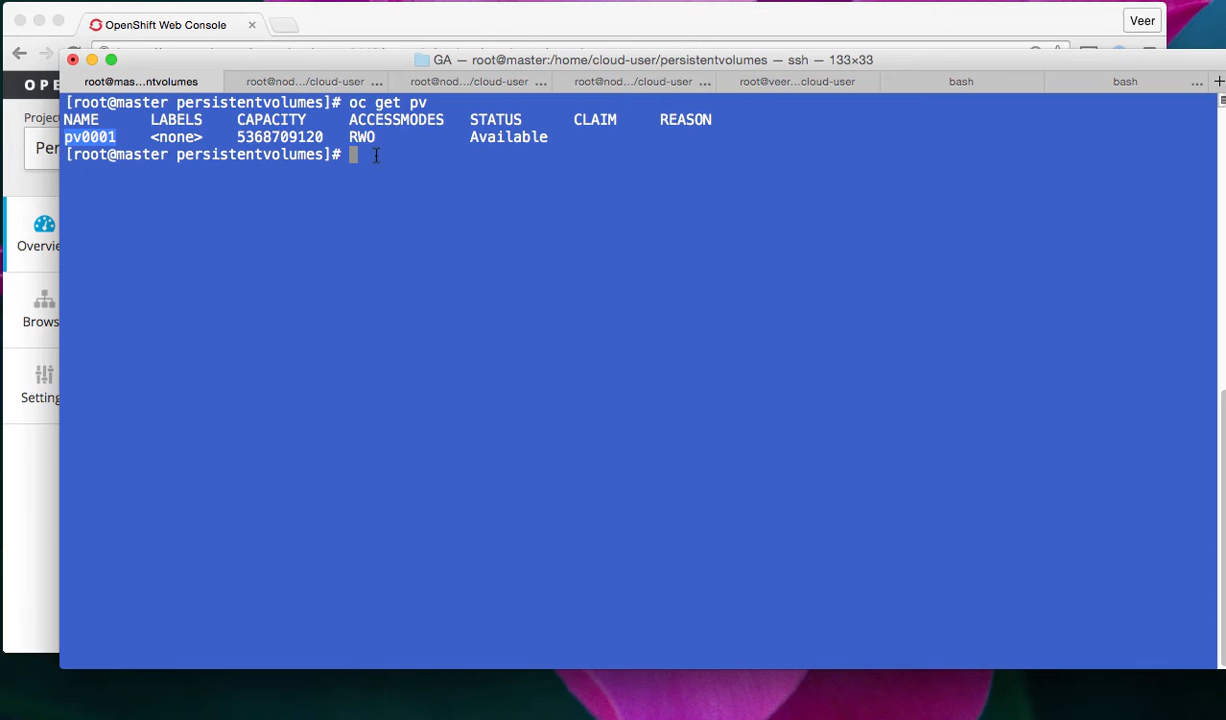 OpenShift Web Console
Veer
GA — root@master:/home/cloud-user/persistentvolumes — ssh — 133×33
root@mas...ntvolumes
root@nod.../cloud-user ...
root@nod.../cloud-user ...
root@nod.../cloud-user ...
root@veer....cloud-user
bash
bash ...
OPE
Projec
Per
Overvie
Brows
Setting
[root@master persistentvolumes]# oc get pv
NAME LABELS CAPACITY ACCESSMODES STATUS CLAIM REASON
pv0001 <none> 5368709120 RWO Available
[root@master persistentvolumes]#